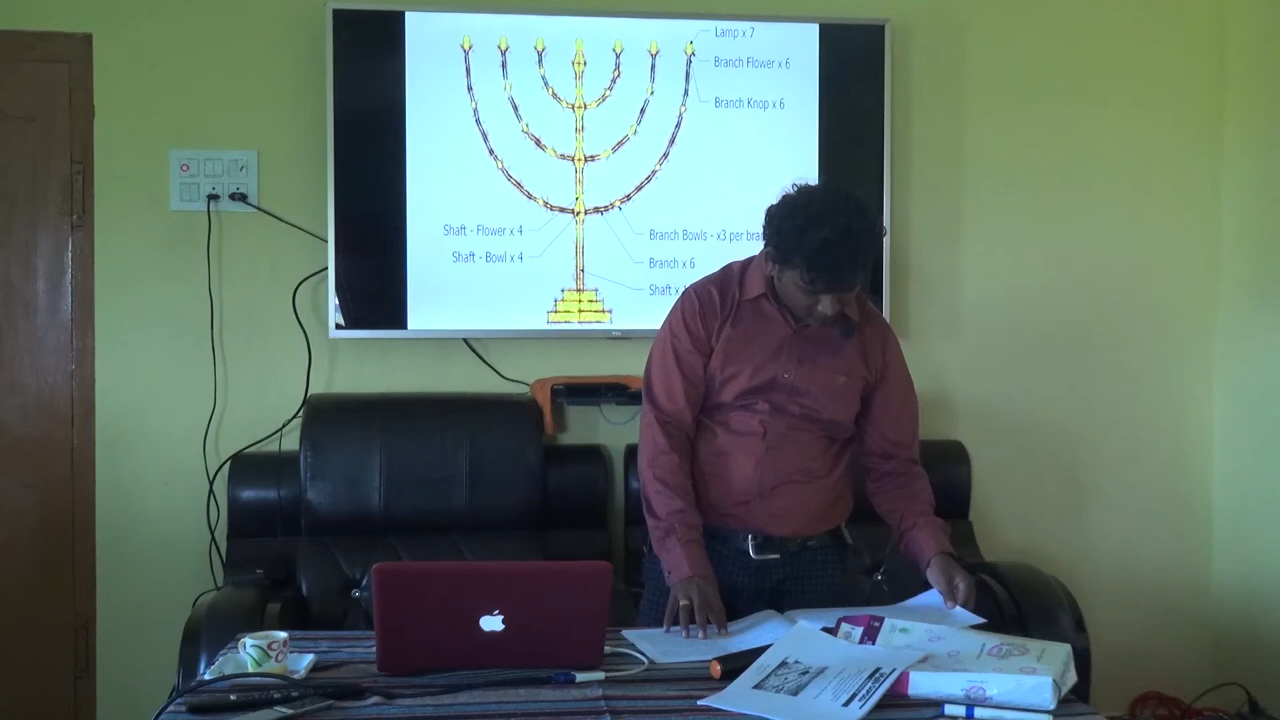 Lamp x 7
Branch Flower x 6
Branch Knop x 6
Shaft - Flower x 4
Shaft - Bowl x 4
Branch Bowls - x3 per
Branch x 6
Shaft x